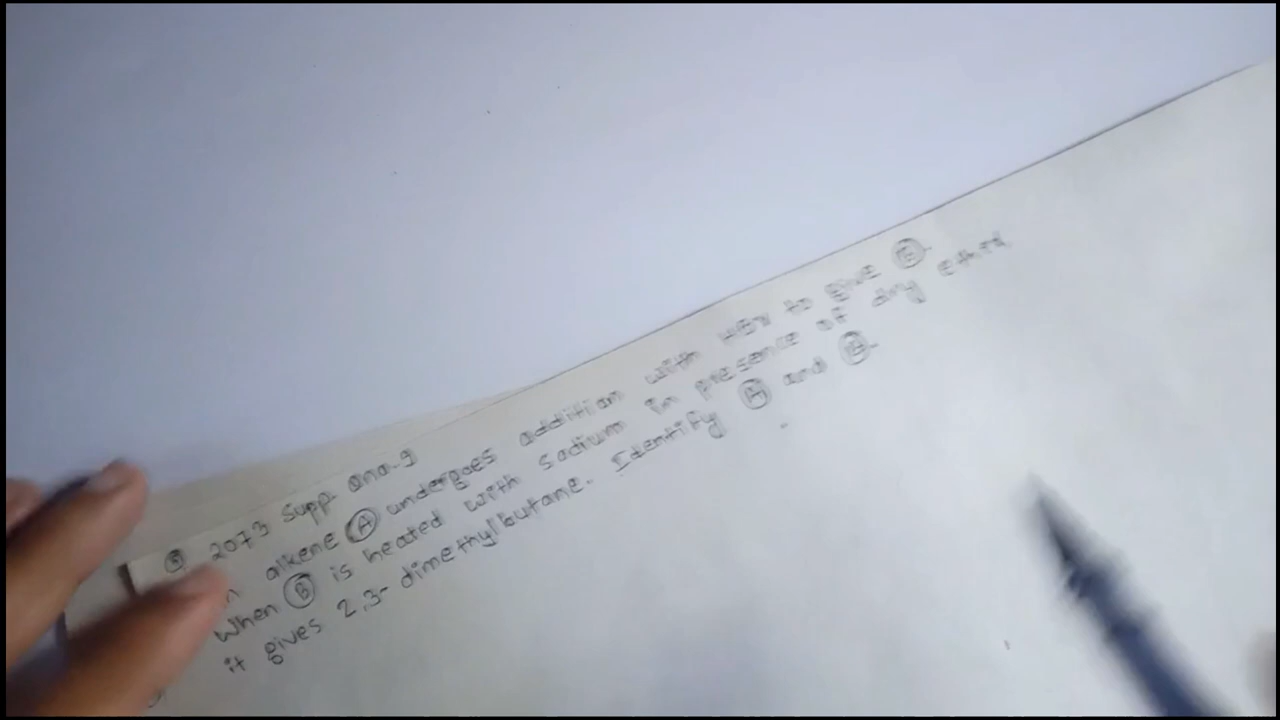 2073 Supp. Qno.9
alkene (A) undergoes addition with HBr to give (B).
When (B) is heated with sodium in presence of dry ether
it gives 2,3-dimethylbutane. Identify (A) and (B).